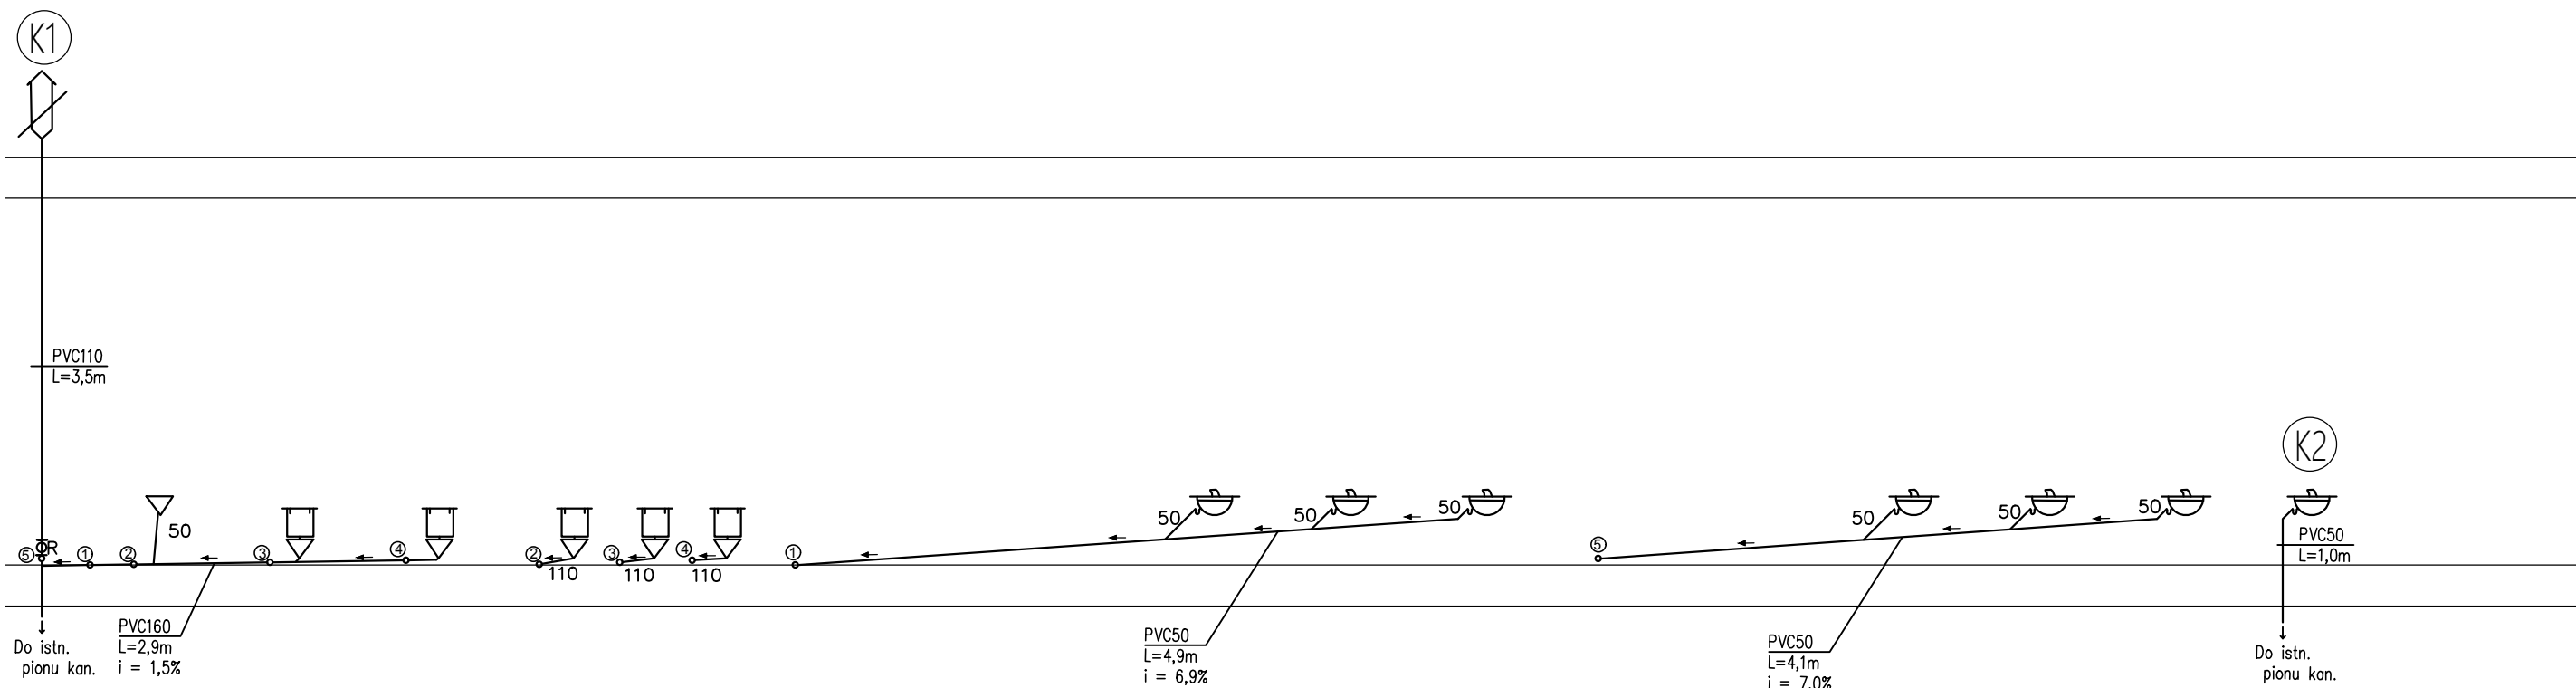 K1
PVC110
L=3,5m
K2
50
50
50
50
50
50
50
PVC50
L=1,0m
R
5
1
2
3
4
2
3
4
1
5
110
110
110
PVC160
L=2,9m
i = 1,5%
Do istn.
pionu kan.
PVC50
L=4,9m
i = 6,9%
PVC50
L=4,1m
i = 7,0%
Do istn.
pionu kan.